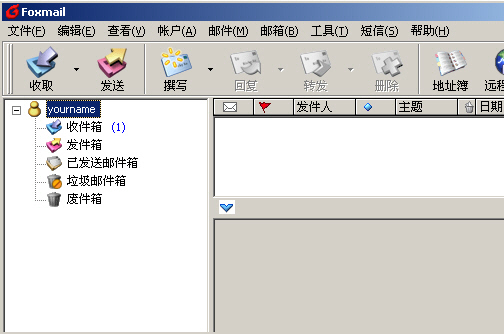 Foxmail
文件(F) 编辑(E) 查看(V) 帐户(A) 邮件(M) 邮箱(B) 工具(T) 短信(S) 帮助(H)
收取 发送 撰写 回复 转发 删除 地址簿 远程
yourname
收件箱 (1)
发件箱
已发送邮件箱
垃圾邮件箱
废件箱
发件人 主题 日期